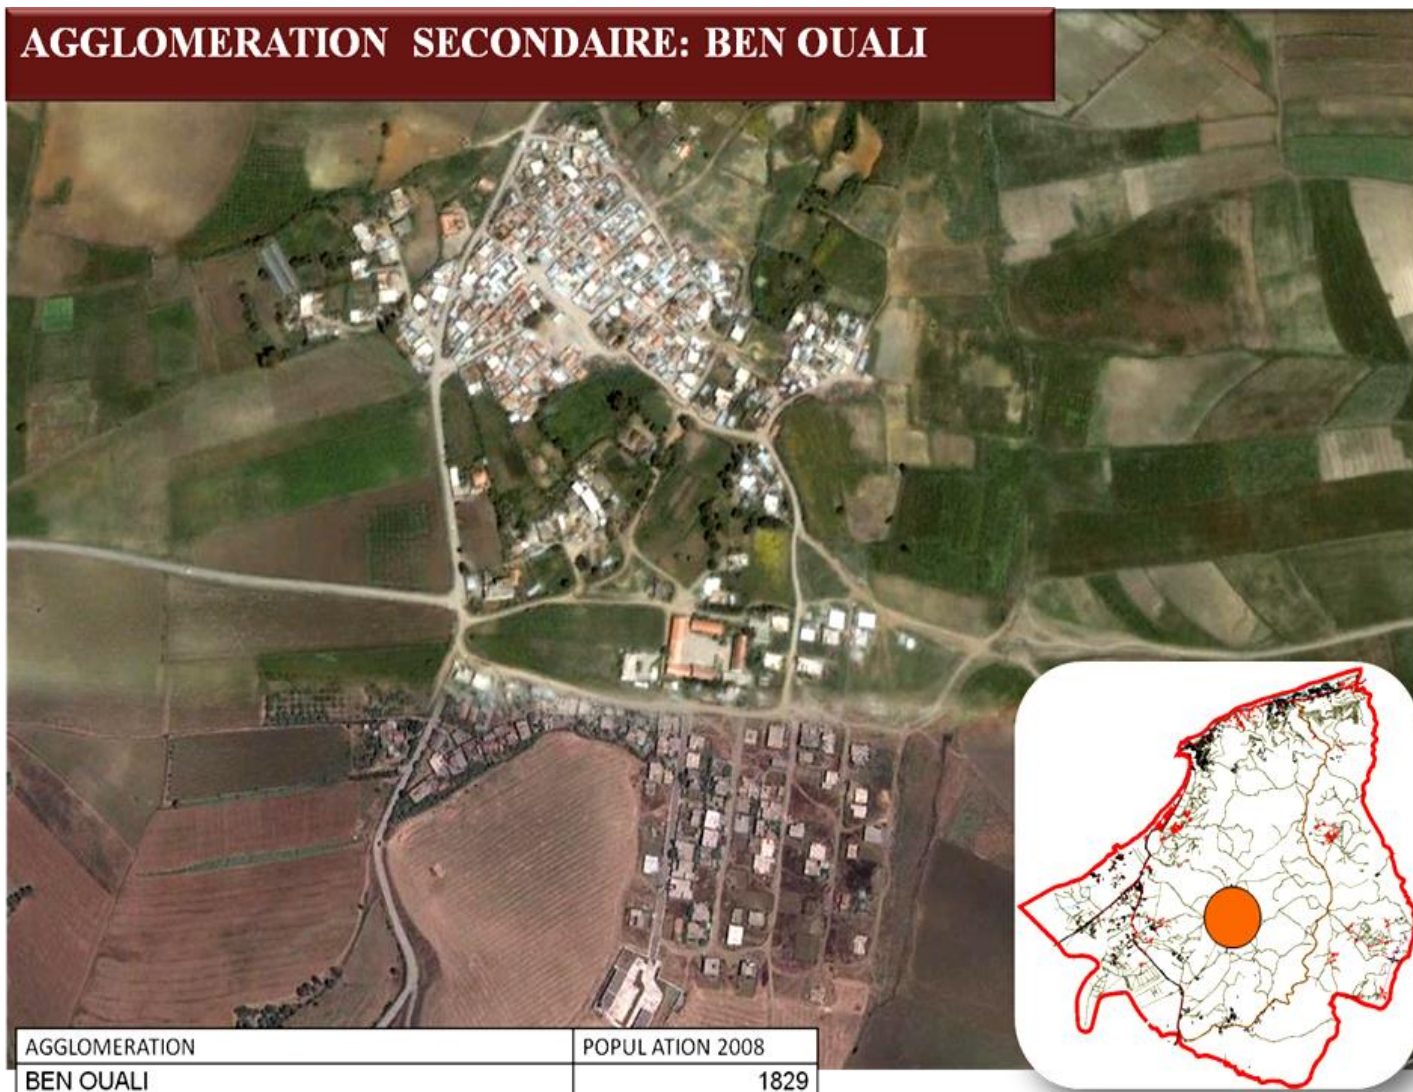 AGGLOMERATION SECONDAIRE: BEN OUALI
AGGLOMERATION POPULATION 2008
BEN OUALI 1829